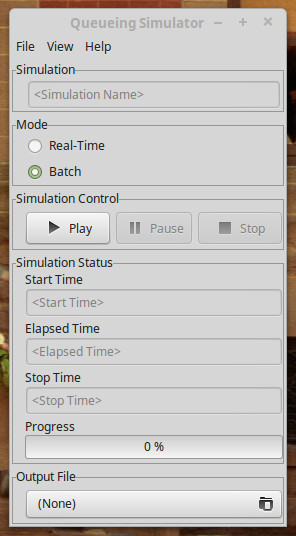 Queueing Simulator
File View Help
Simulation
<Simulation Name>
Mode
Real-Time
Batch
Simulation Control
Play Pause Stop
Simulation Status
Start Time
<Start Time>
Elapsed Time
<Elapsed Time>
Stop Time
<Stop Time>
Progress
0 %
Output File
(None)